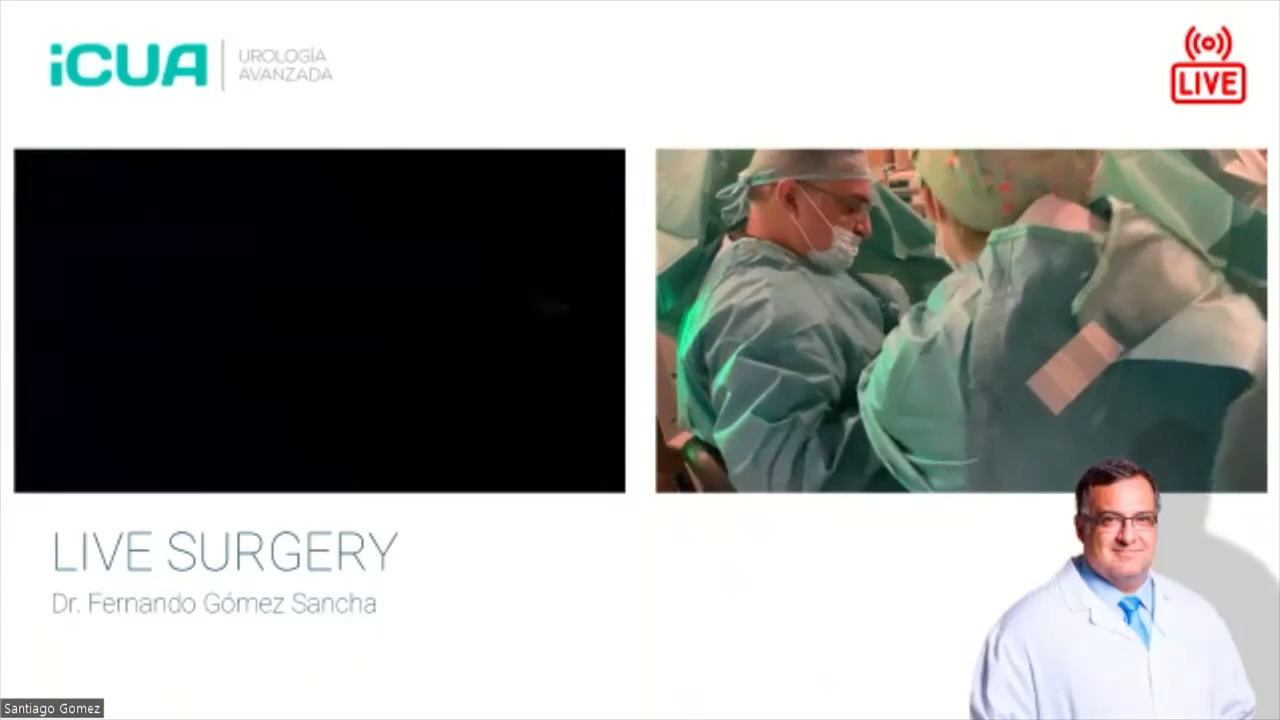 iCUA
UROLOGÍA
AVANZADA
LIVE
LIVE SURGERY
Dr. Fernando Gómez Sancha
Santiago Gomez